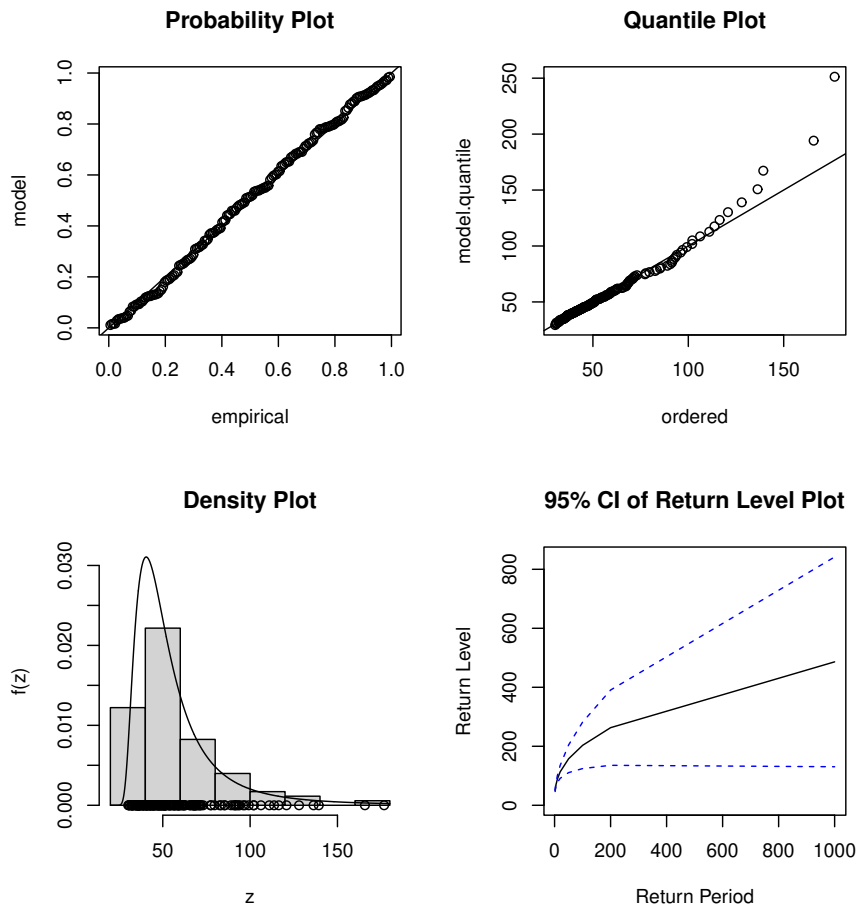 Probability Plot
model
0.0 0.2 0.4 0.6 0.8 1.0
0.0 0.2 0.4 0.6 0.8 1.0
empirical
Quantile Plot
model.quantile
50 100 150 200 250
50 100 150
ordered
Density Plot
f(z)
0.000 0.010 0.020 0.030
50 100 150
z
95% CI of Return Level Plot
Return Level
0 200 400 600 800
0 200 400 600 800 1000
Return Period